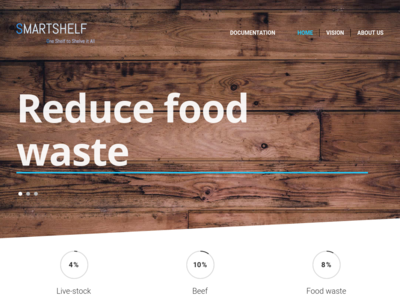 SMARTSHELF
One Shelf to Shelve It All
DOCUMENTATION HOME VISION ABOUT US
Reduce food
waste
4% 10% 8%
Live-stock Beef Food waste